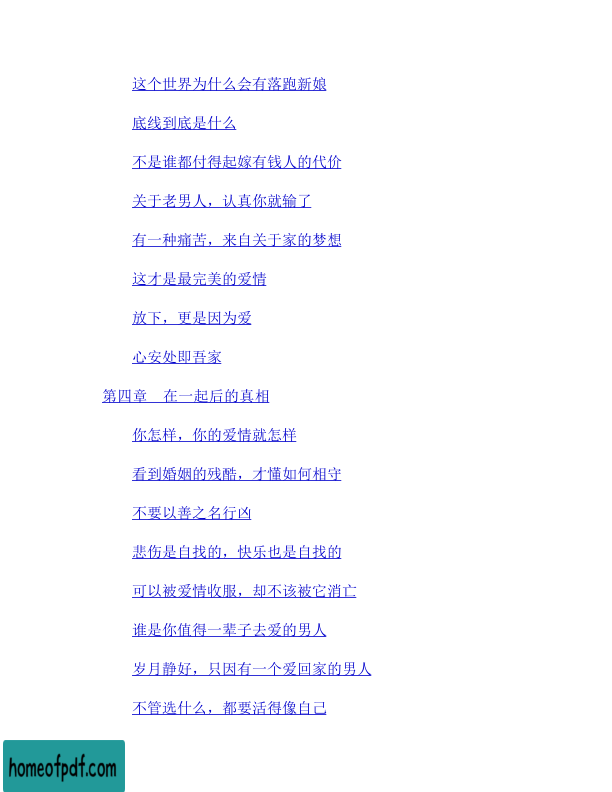 这个世界为什么会有落跑新娘
底线到底是什么
不是谁都付得起嫁有钱人的代价
关于老男人，认真你就输了
有一种痛苦，来自关于家的梦想
这才是最完美的爱情
放下，更是因为爱
心安处即吾家
第四章　在一起后的真相
你怎样，你的爱情就怎样
看到婚姻的残酷，才懂如何相守
不要以善之名行凶
悲伤是自找的，快乐也是自找的
可以被爱情收服，却不该被它消亡
谁是你值得一辈子去爱的男人
岁月静好，只因有一个爱回家的男人
不管选什么，都要活得像自己
homeofpdf.com